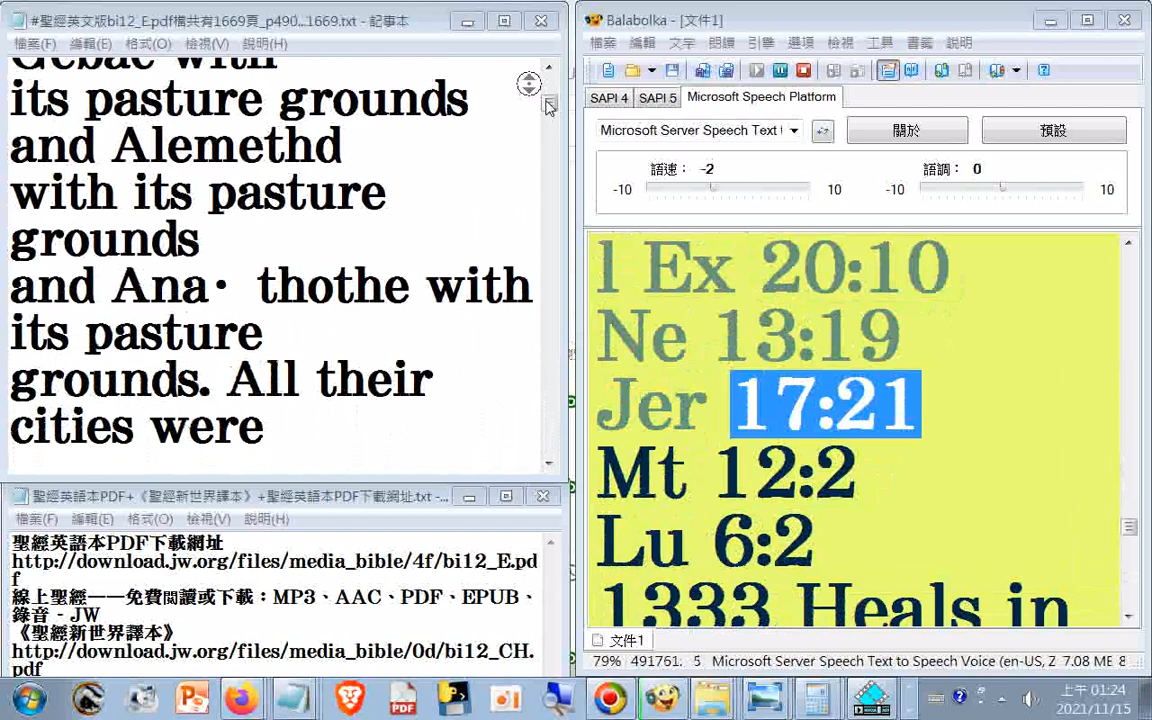 #聖經英文版bi12_E.pdf檔共有1669頁_p490...1669.txt - 記事本
檔案(F) 編輯(E) 格式(O) 檢視(V) 說明(H)
Gebae with
its pasture grounds
and Alemethd
with its pasture
grounds
and Ana· thothe with
its pasture
grounds. All their
cities were
聖經英語本PDF+《聖經新世界譯本》+聖經英語本PDF下載網址.txt -...
檔案(F) 編輯(E) 格式(O) 檢視(V) 說明(H)
聖經英語本PDF下載網址
http://download.jw.org/files/media_bible/4f/bi12_E.pd
f
線上聖經——免費閱讀或下載：MP3、AAC、PDF、EPUB、
錄音 - JW
《聖經新世界譯本》
http://download.jw.org/files/media_bible/0d/bi12_CH.
pdf
Balabolka - [文件1]
檔案 編輯 文字 朗讀 引擎 選項 檢視 工具 書籤 說明
SAPI 4 SAPI 5 Microsoft Speech Platform
Microsoft Server Speech Text 關於 預設
語速： -2 語調： 0
-10 10 -10 10
l Ex 20:10
Ne 13:19
Jer 17:21
Mt 12:2
Lu 6:2
1333 Heals in
文件1
79% 491761. 5 Microsoft Server Speech Text to Speech Voice (en-US, Z 7.08 MB 8
PDF
上午 01:24
2021/11/15